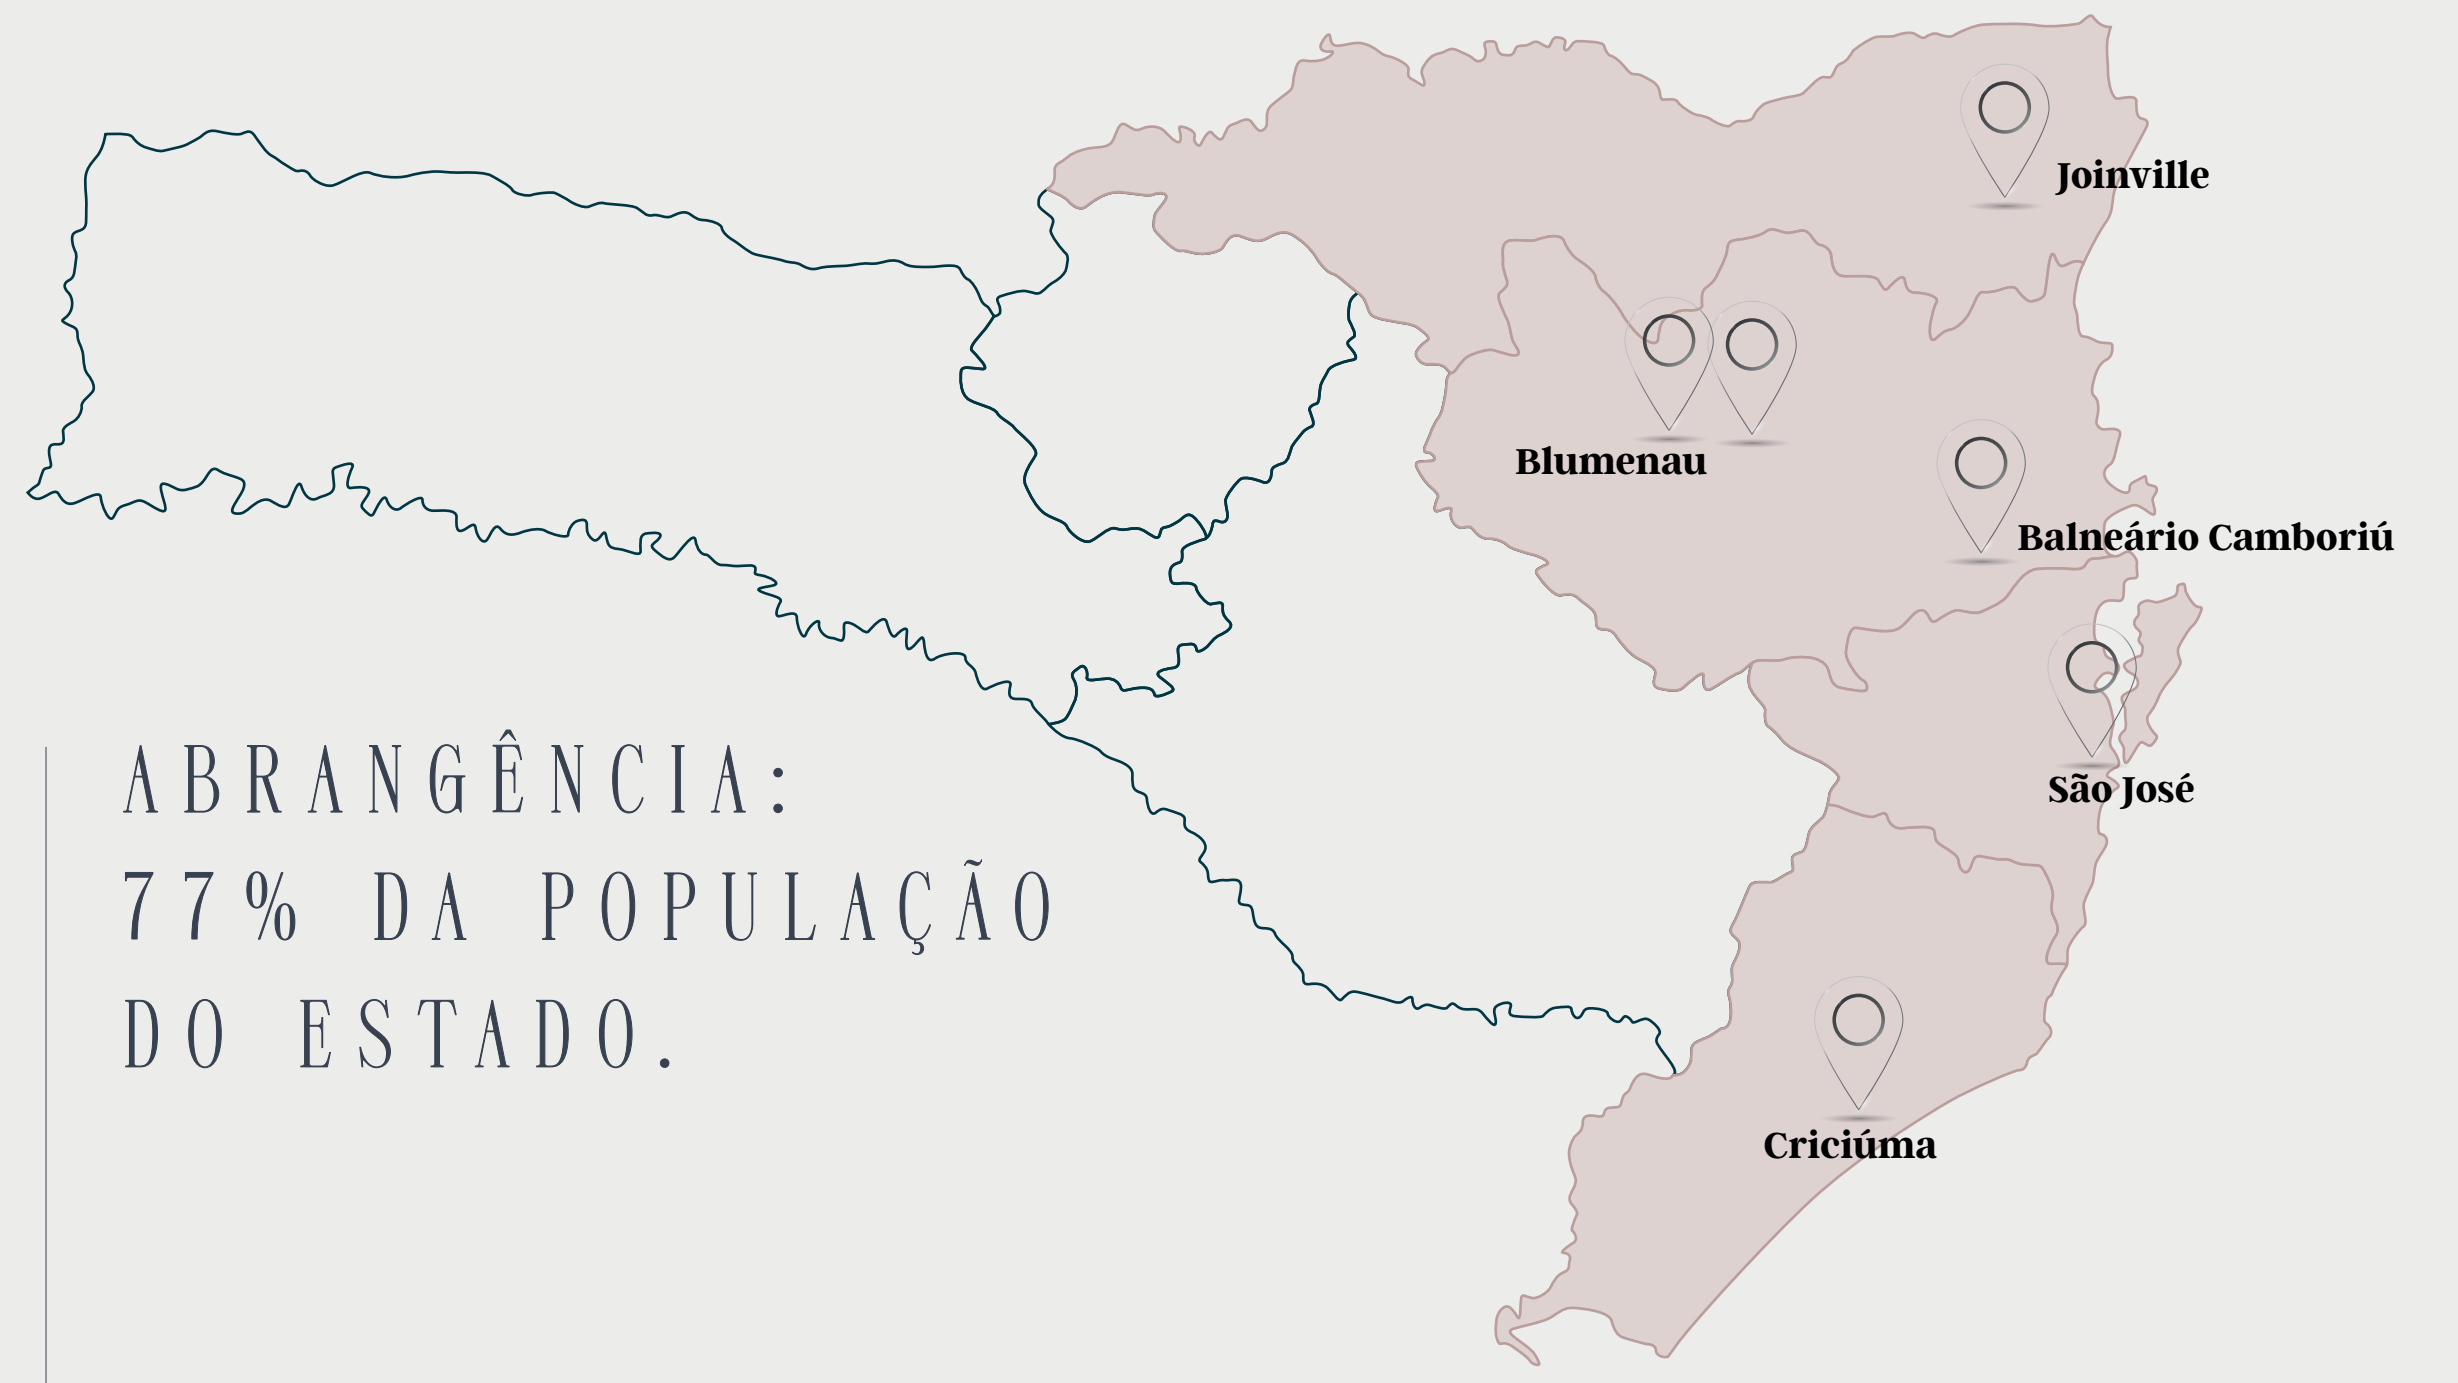 Joinville
Blumenau
Balneário Camboriú
São José
Criciúma
ABRANGÊNCIA:
77% DA POPULAÇÃO
DO ESTADO.